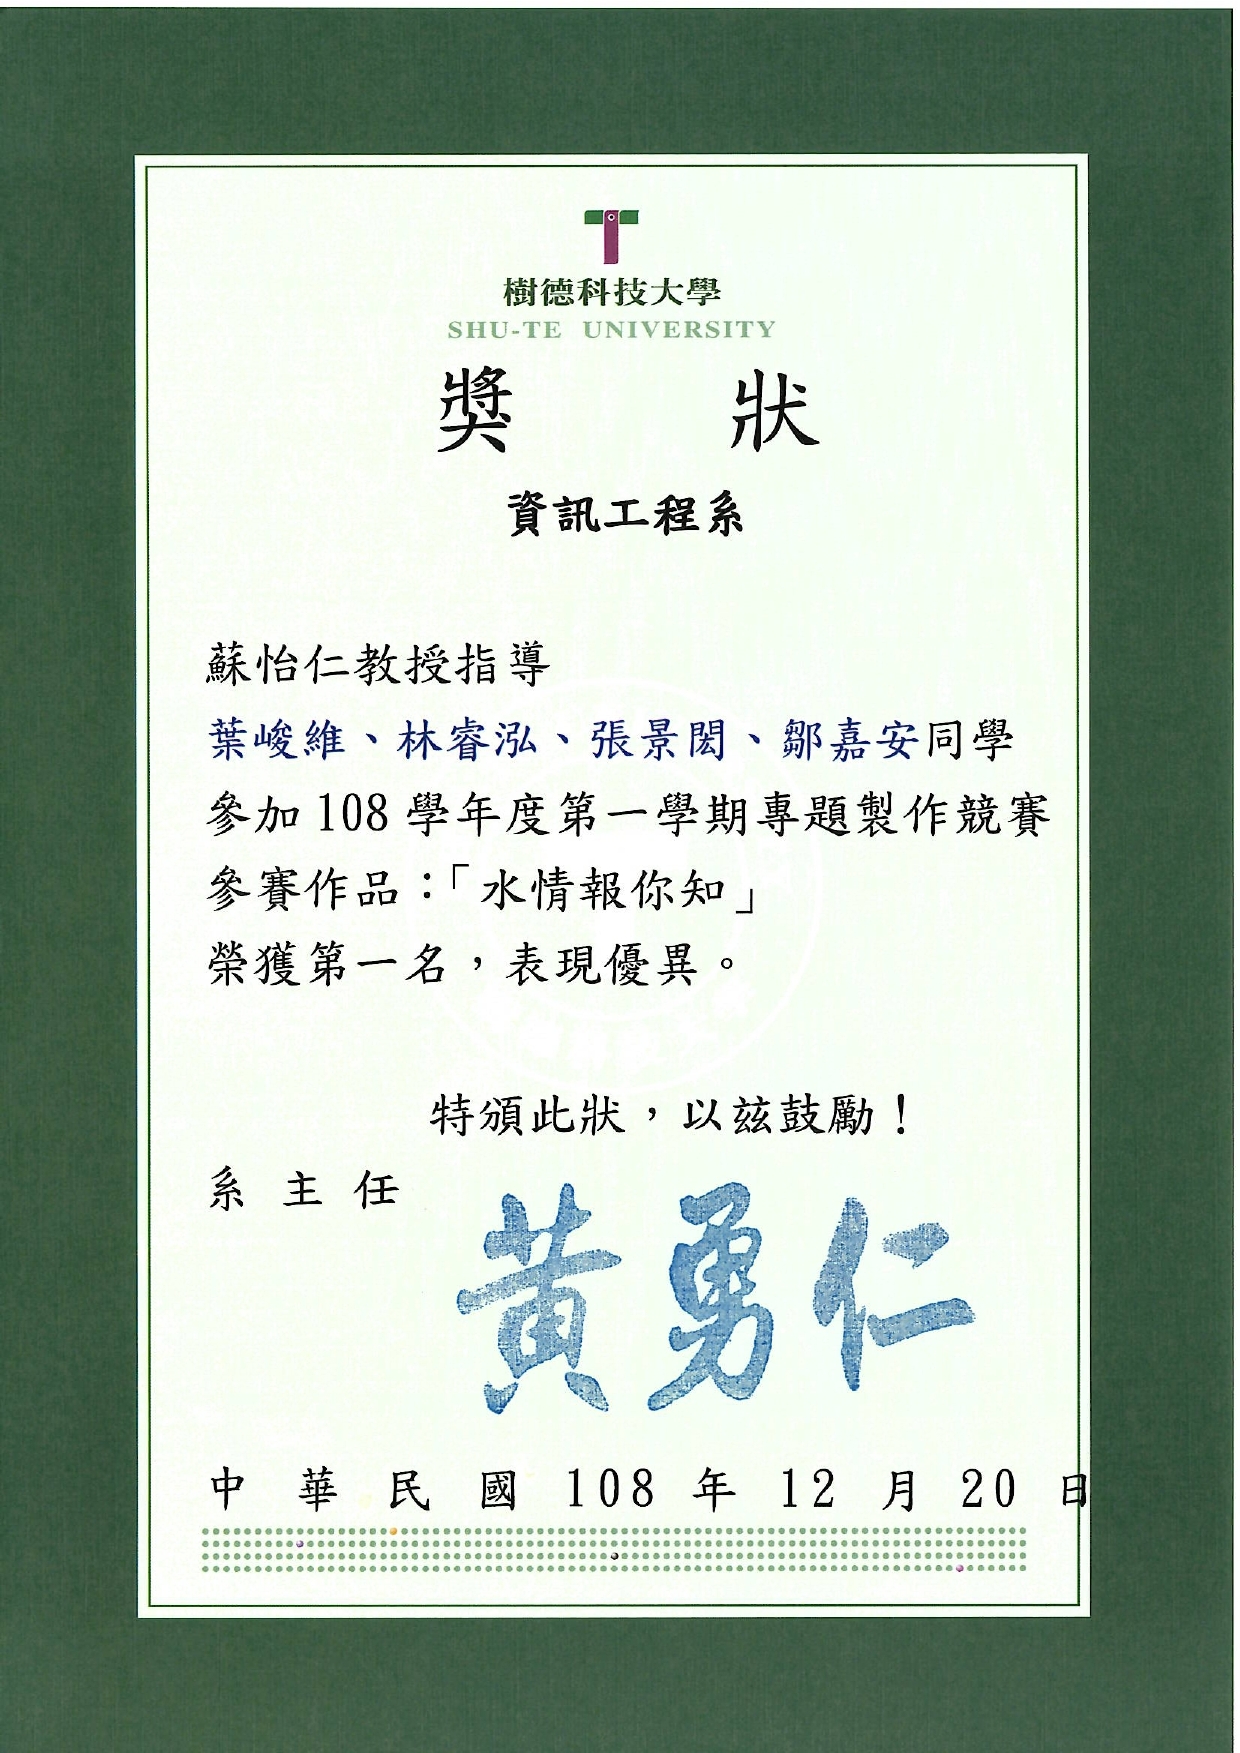 樹德科技大學
SHU-TE UNIVERSITY
獎 狀
資訊工程系
蘇怡仁教授指導
葉峻維、林睿泓、張景閎、鄒嘉安同學
參加108學年度第一學期專題製作競賽
參賽作品：「水情報你知」
榮獲第一名，表現優異。
特頒此狀，以茲鼓勵！
系 主 任 黃勇仁
中 華 民 國 108 年 12 月 20 日